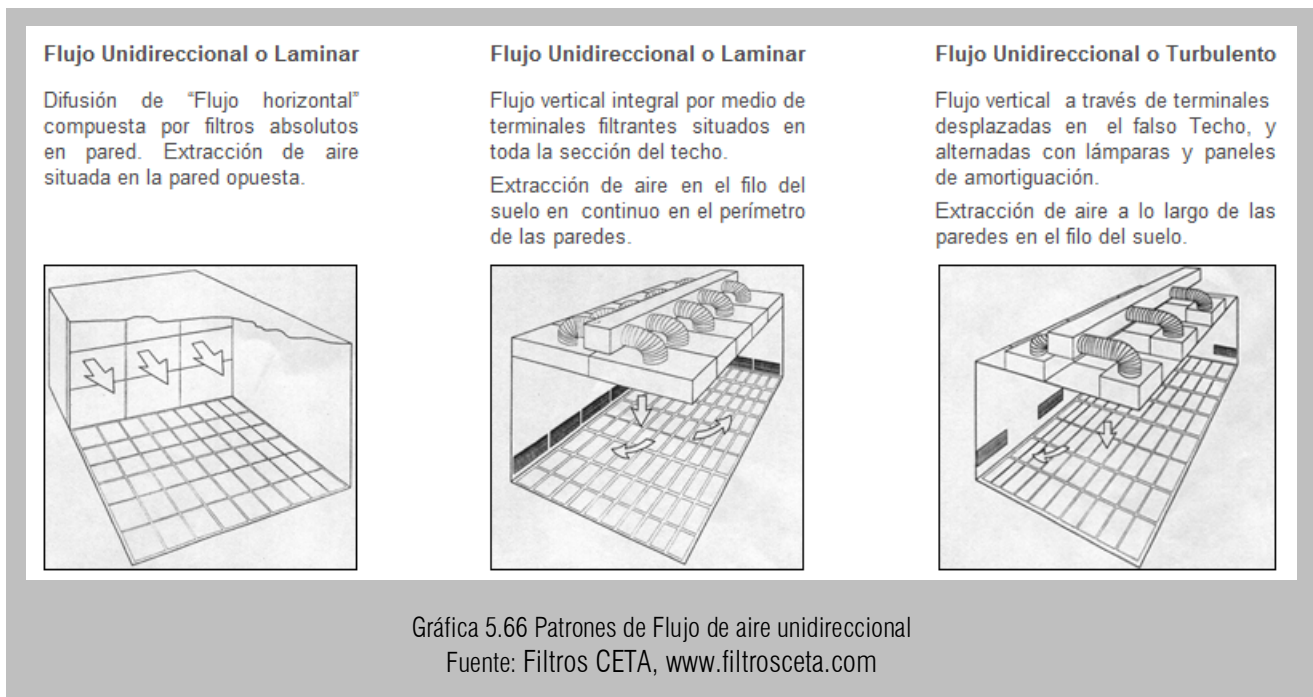 Flujo Unidireccional o Laminar
Difusión de “Flujo horizontal”
compuesta por filtros absolutos
en pared. Extracción de aire
situada en la pared opuesta.
Flujo Unidireccional o Laminar
Flujo vertical integral por medio de
terminales filtrantes situados en
toda la sección del techo.
Extracción de aire en el filo del
suelo en continuo en el perímetro
de las paredes.
Flujo Unidireccional o Turbulento
Flujo vertical a través de terminales
desplazadas en el falso Techo, y
alternadas con lámparas y paneles
de amortiguación.
Extracción de aire a lo largo de las
paredes en el filo del suelo.
Gráfica 5.66 Patrones de Flujo de aire unidireccional
Fuente: Filtros CETA, www.filtrosceta.com